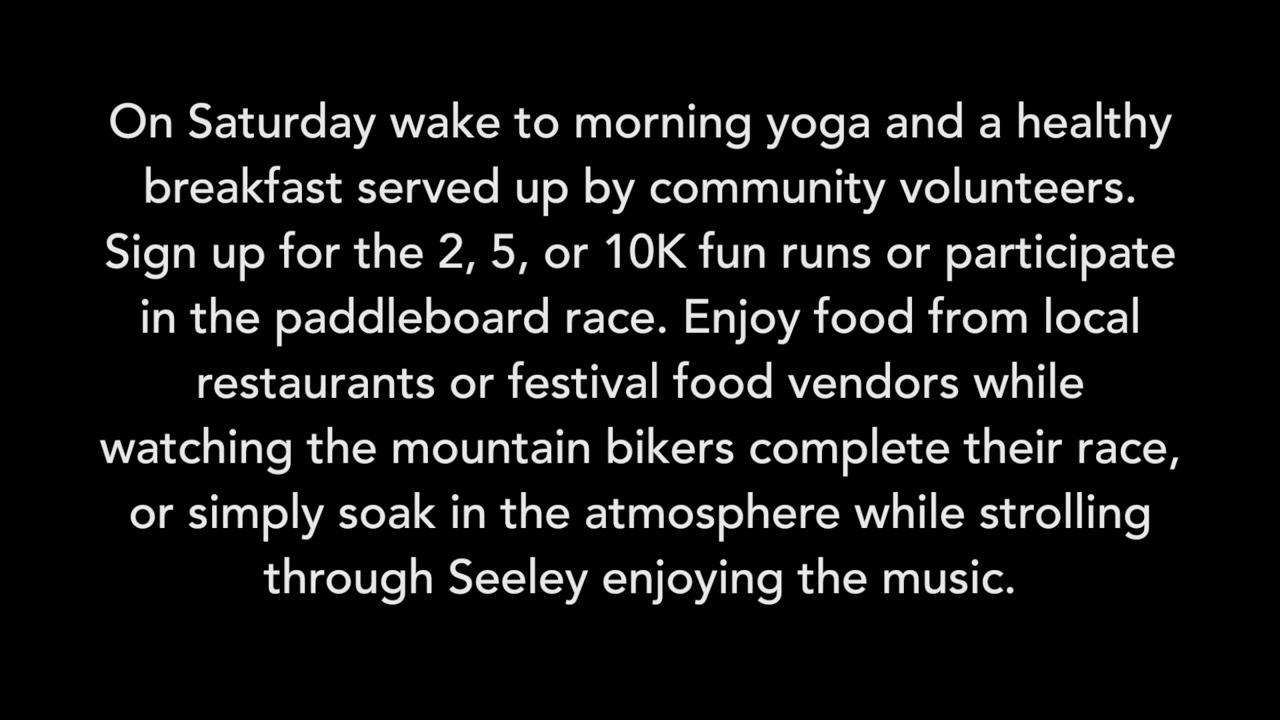 On Saturday wake to morning yoga and a healthy
breakfast served up by community volunteers.
Sign up for the 2, 5, or 10K fun runs or participate
in the paddleboard race. Enjoy food from local
restaurants or festival food vendors while
watching the mountain bikers complete their race,
or simply soak in the atmosphere while strolling
through Seeley enjoying the music.